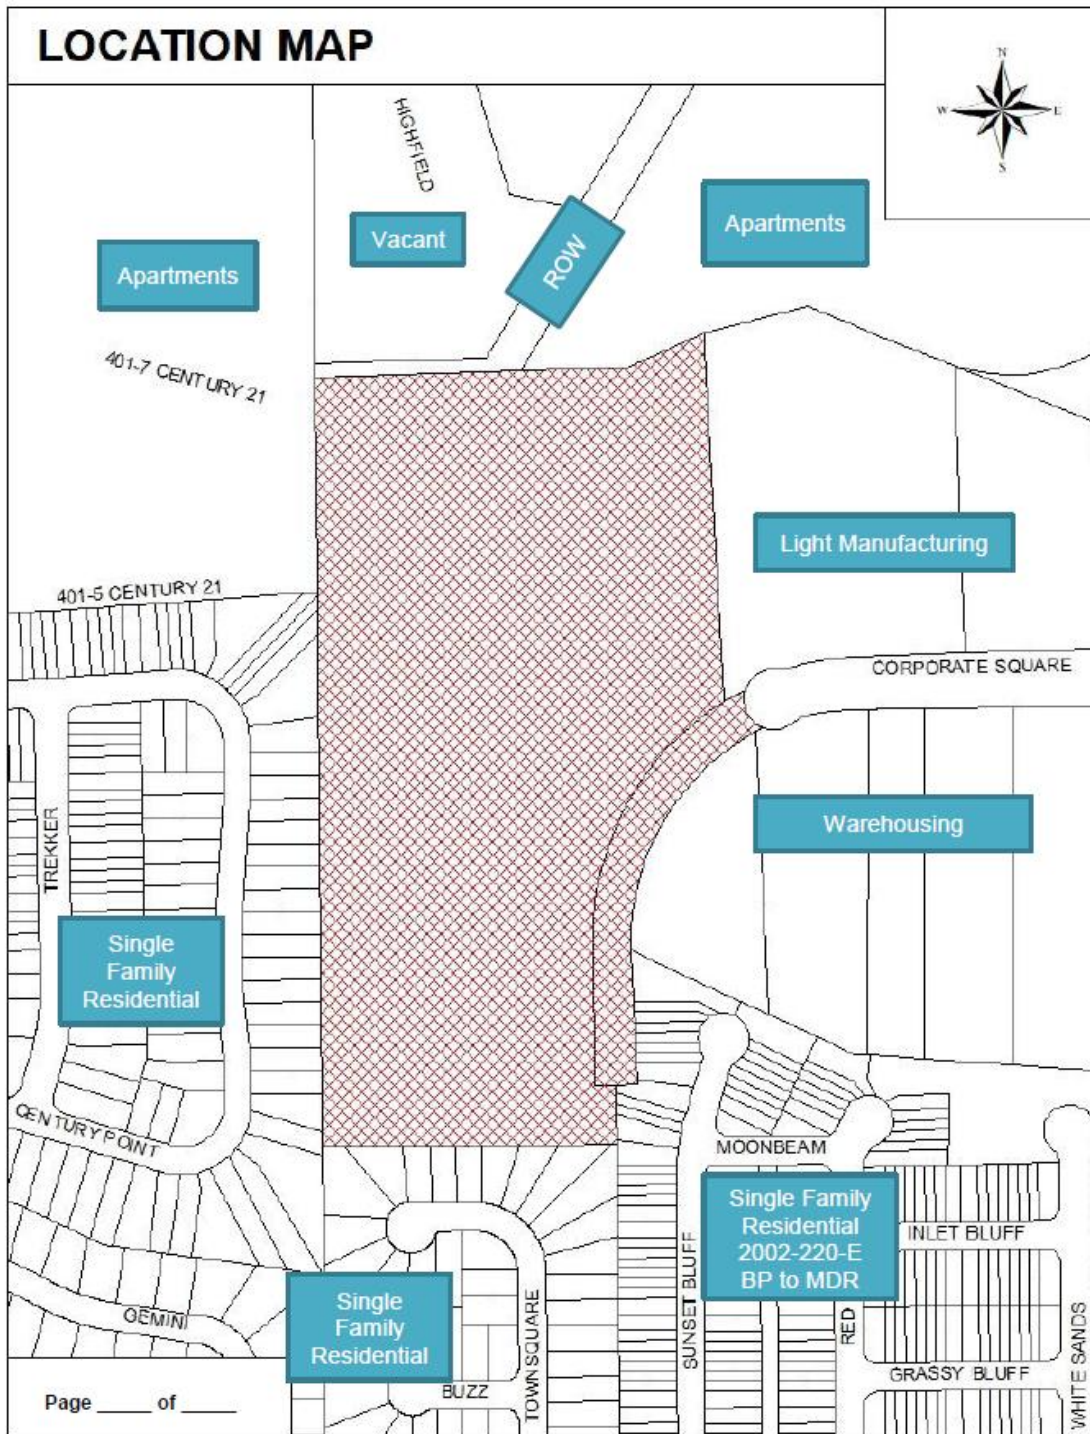 LOCATION MAP
N
W
E
S
HIGHFIELD
Vacant
Apartments
ROW
Apartments
401-7 CENTURY 21
Light Manufacturing
401-5 CENTURY 21
CORPORATE SQUARE
TREKKER
Warehousing
Single
Family
Residential
CENTURY POINT
MOONBEAM
Single Family
Residential
2002-220-E
BP to MDR
INLET BLUFF
SUNSET BLUFF
RED
GEMINI
Single
Family
Residential
TOWNSQUARE
BUZZ
GRASSY BLUFF
WHITE SANDS
Page _____ of _____